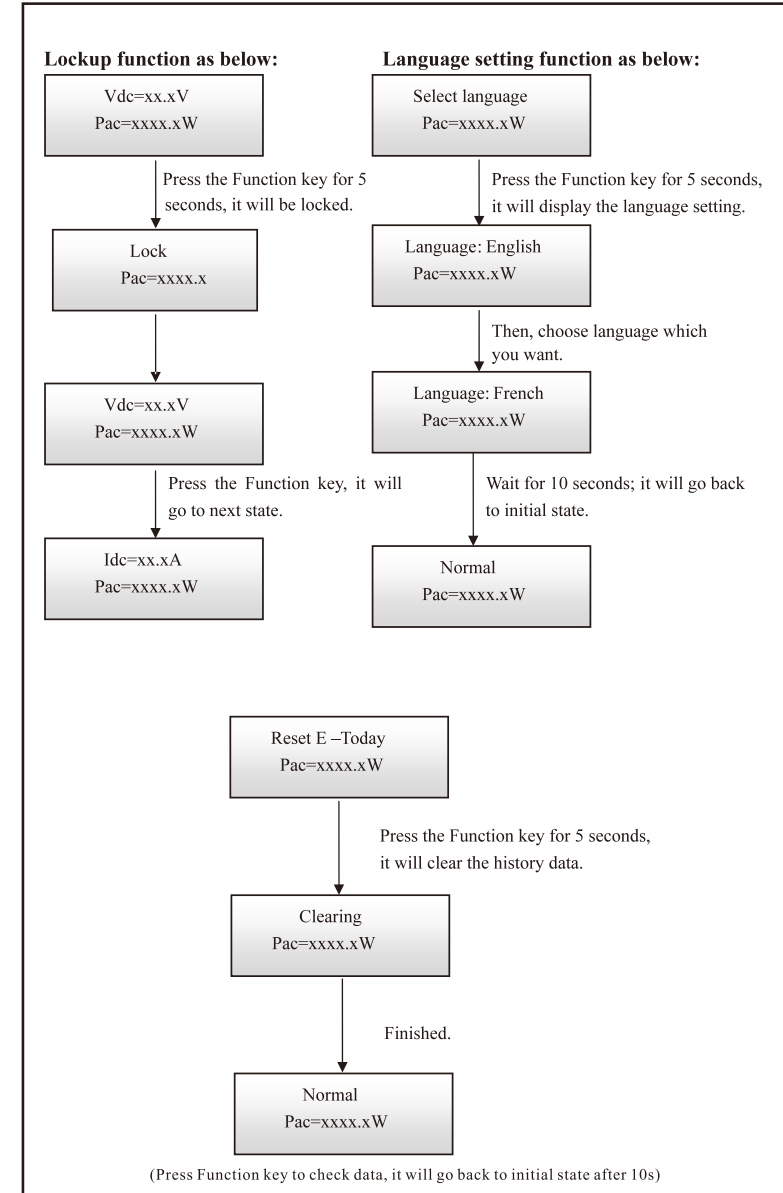 Lockup function as below:
Vdc=xx.xV
Pac=xxxx.xW
Press the Function key for 5
seconds, it will be locked.
Lock
Pac=xxxx.x
Vdc=xx.xV
Pac=xxxx.xW
Press the Function key, it will
go to next state.
Idc=xx.xA
Pac=xxxx.xW
Language setting function as below:
Select language
Pac=xxxx.xW
Press the Function key for 5 seconds,
it will display the language setting.
Language: English
Pac=xxxx.xW
Then, choose language which
you want.
Language: French
Pac=xxxx.xW
Wait for 10 seconds; it will go back
to initial state.
Normal
Pac=xxxx.xW
Reset E –Today
Pac=xxxx.xW
Press the Function key for 5 seconds,
it will clear the history data.
Clearing
Pac=xxxx.xW
Finished.
Normal
Pac=xxxx.xW
(Press Function key to check data, it will go back to initial state after 10s)